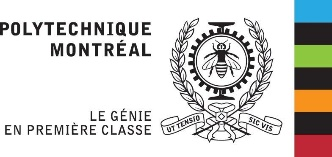 POLYTECHNIQUE
MONTRÉAL
LE GÉNIE
EN PREMIÈRE CLASSE
UT TENSIO SIC VIS